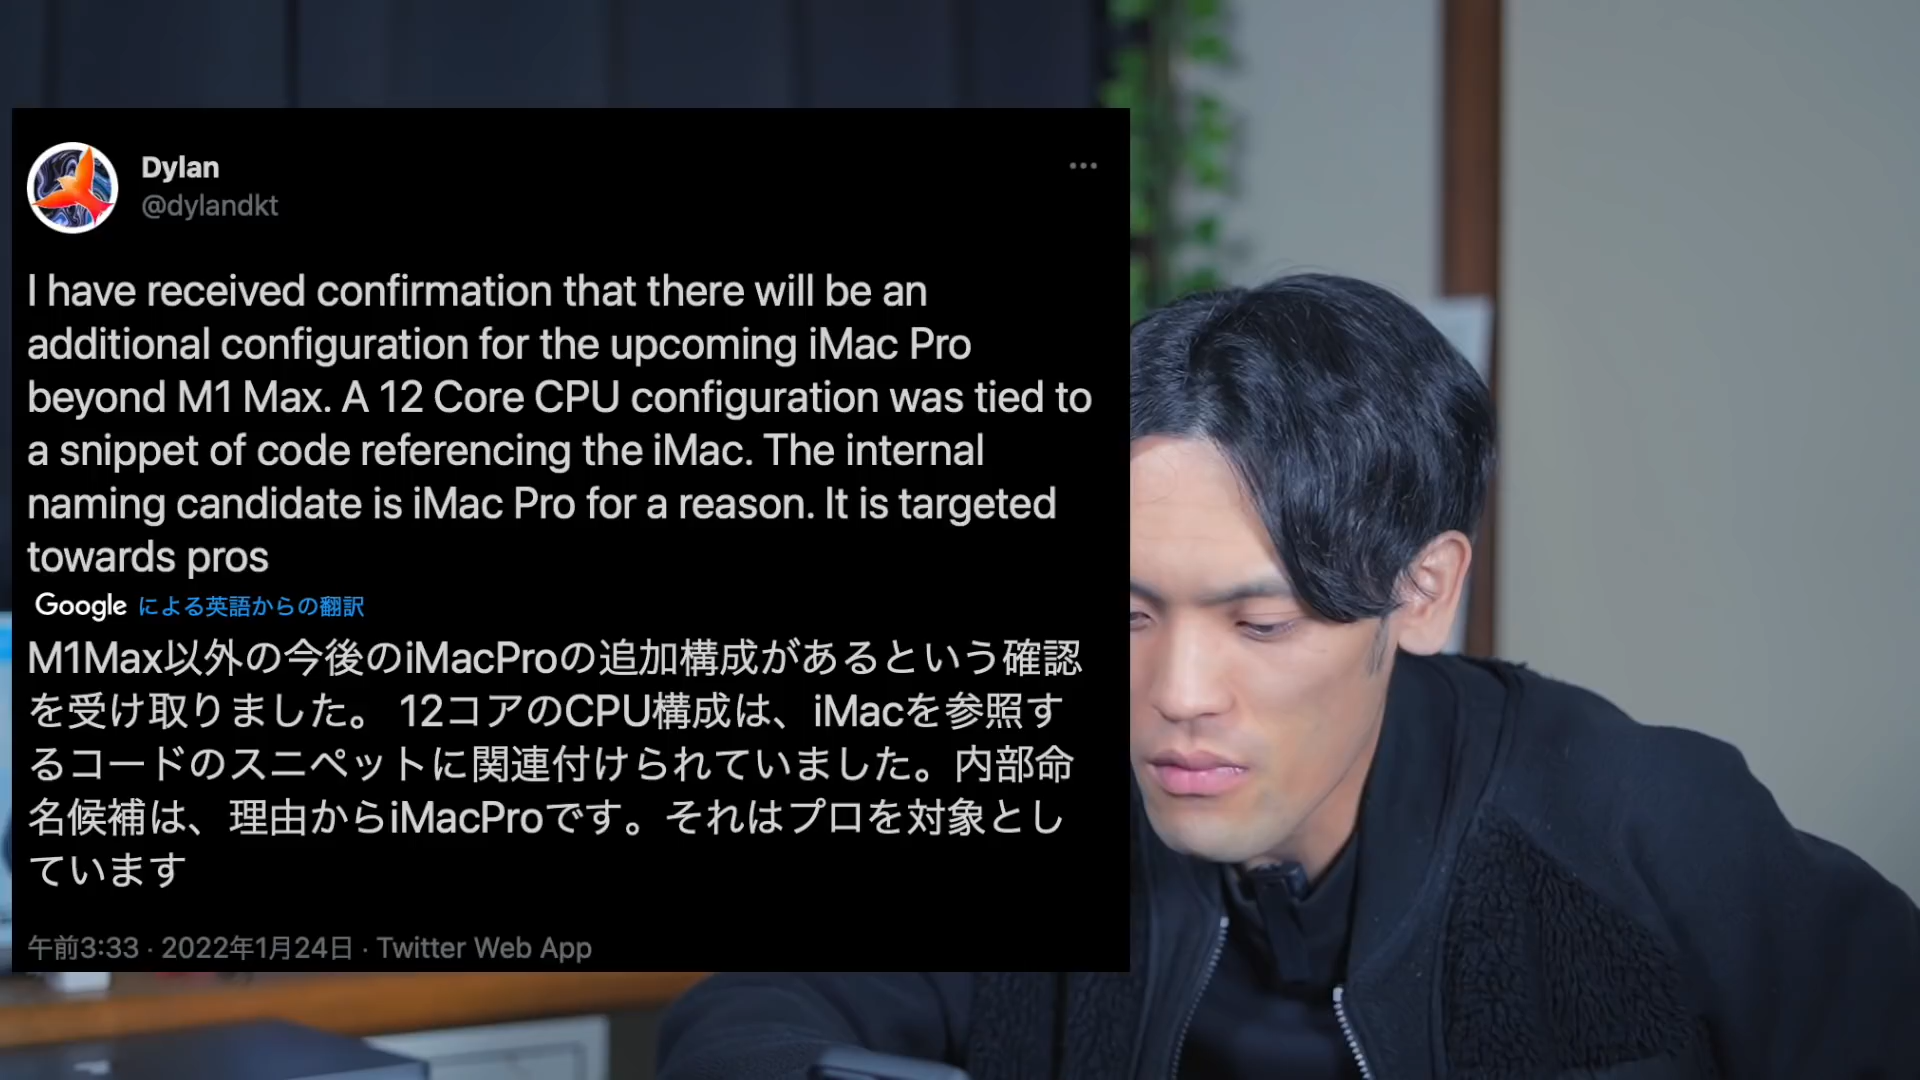 Dylan
@dylandkt
I have received confirmation that there will be an
additional configuration for the upcoming iMac Pro
beyond M1 Max. A 12 Core CPU configuration was tied to
a snippet of code referencing the iMac. The internal
naming candidate is iMac Pro for a reason. It is targeted
towards pros
Google による英語からの翻訳
M1Max以外の今後のiMacProの追加構成があるという確認
を受け取りました。 12コアのCPU構成は、iMacを参照す
るコードのスニペットに関連付けられていました。内部命
名候補は、理由からiMacProです。それはプロを対象とし
ています
午前3:33 · 2022年1月24日 · Twitter Web App